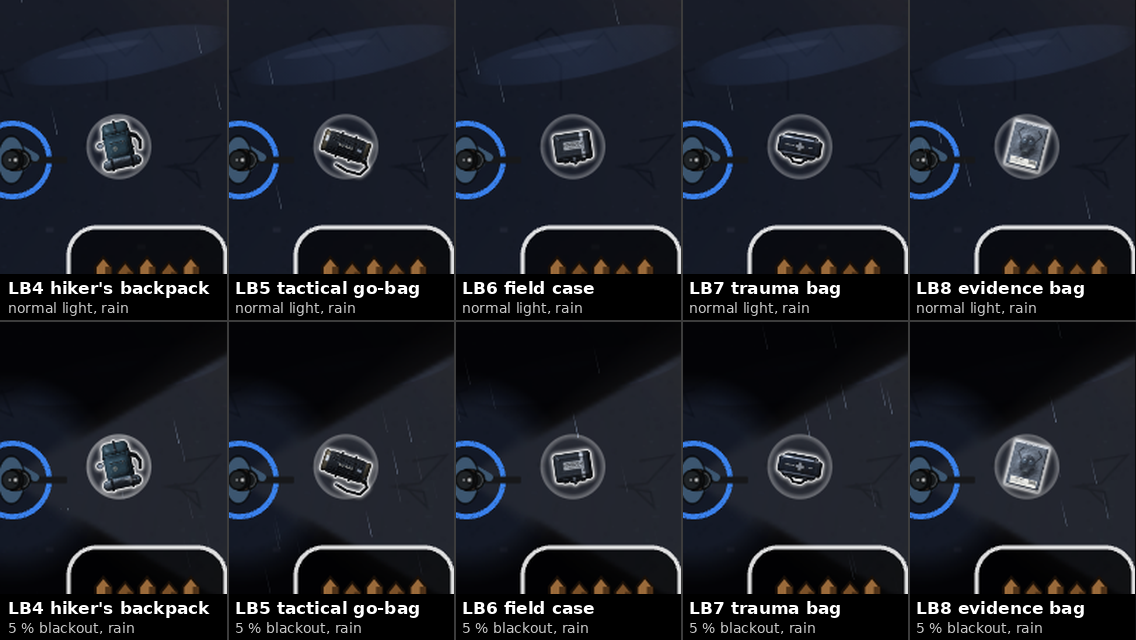 LB4 hiker's backpack
normal light, rain
LB5 tactical go-bag
normal light, rain
LB6 field case
normal light, rain
LB7 trauma bag
normal light, rain
LB8 evidence bag
normal light, rain
LB4 hiker's backpack
5 % blackout, rain
LB5 tactical go-bag
5 % blackout, rain
LB6 field case
5 % blackout, rain
LB7 trauma bag
5 % blackout, rain
LB8 evidence bag
5 % blackout, rain